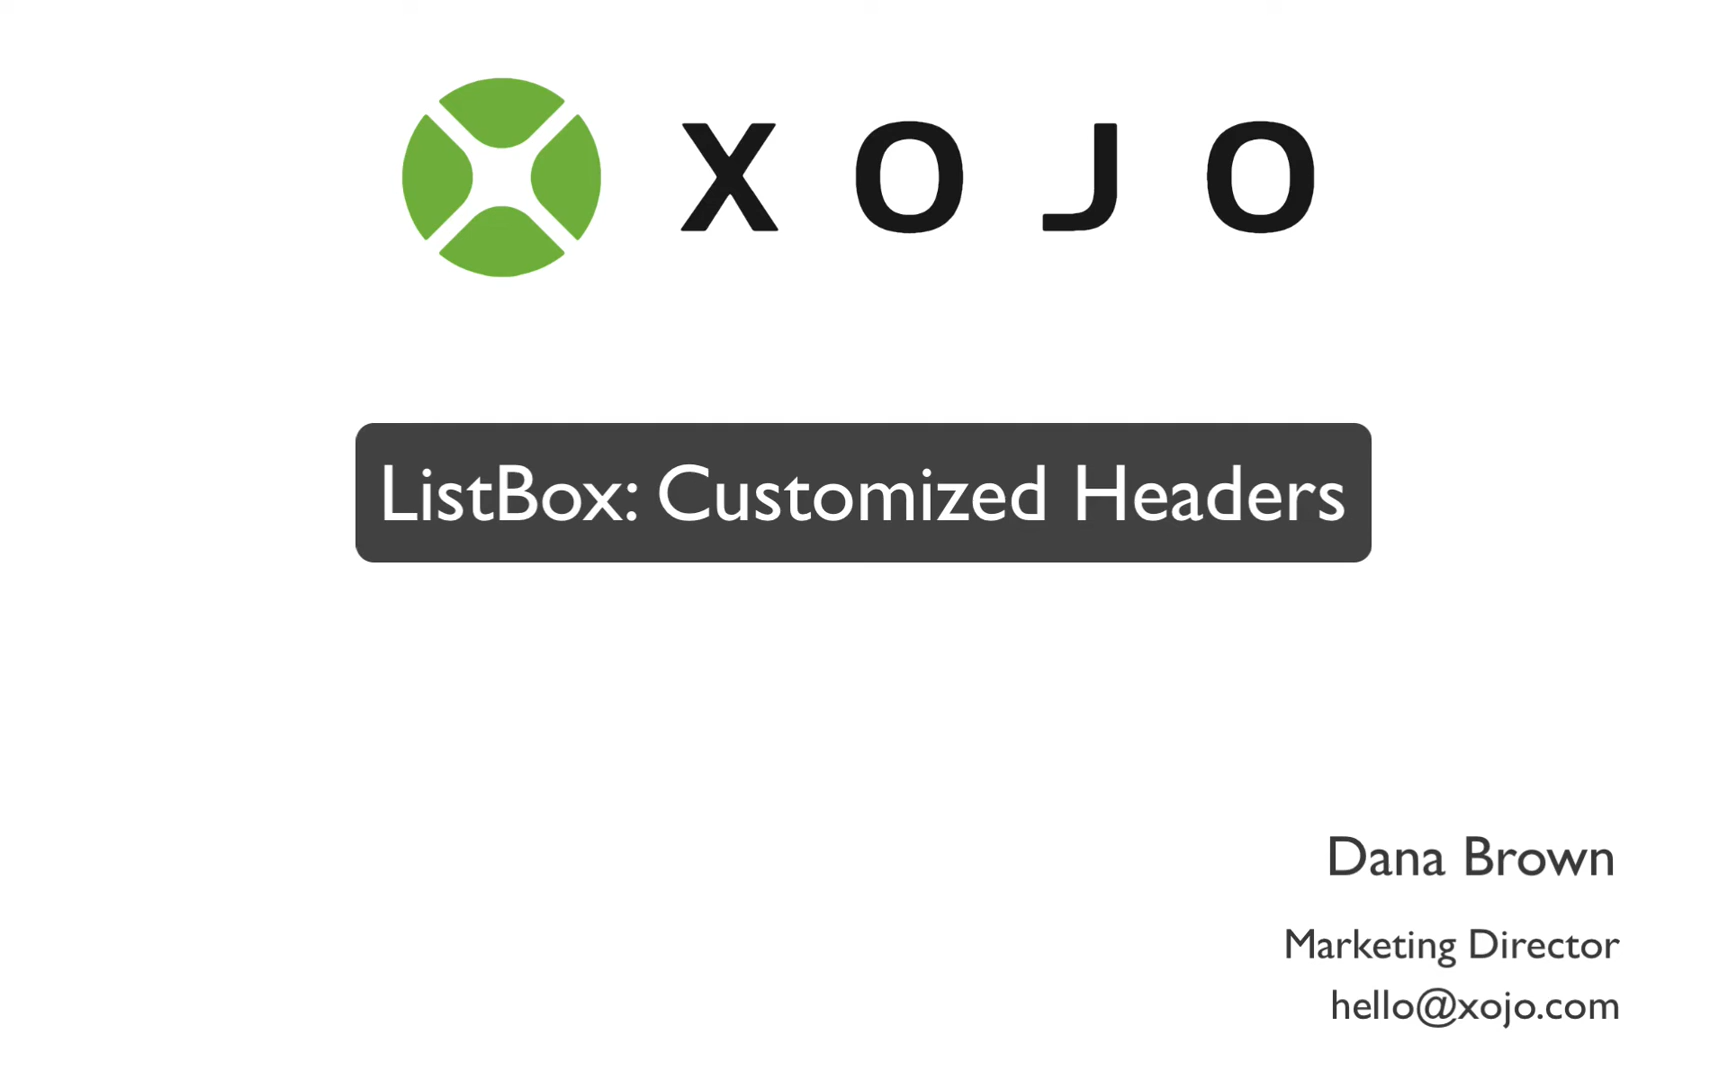 XOJO
ListBox: Customized Headers
Dana Brown
Marketing Director
hello@xojo.com